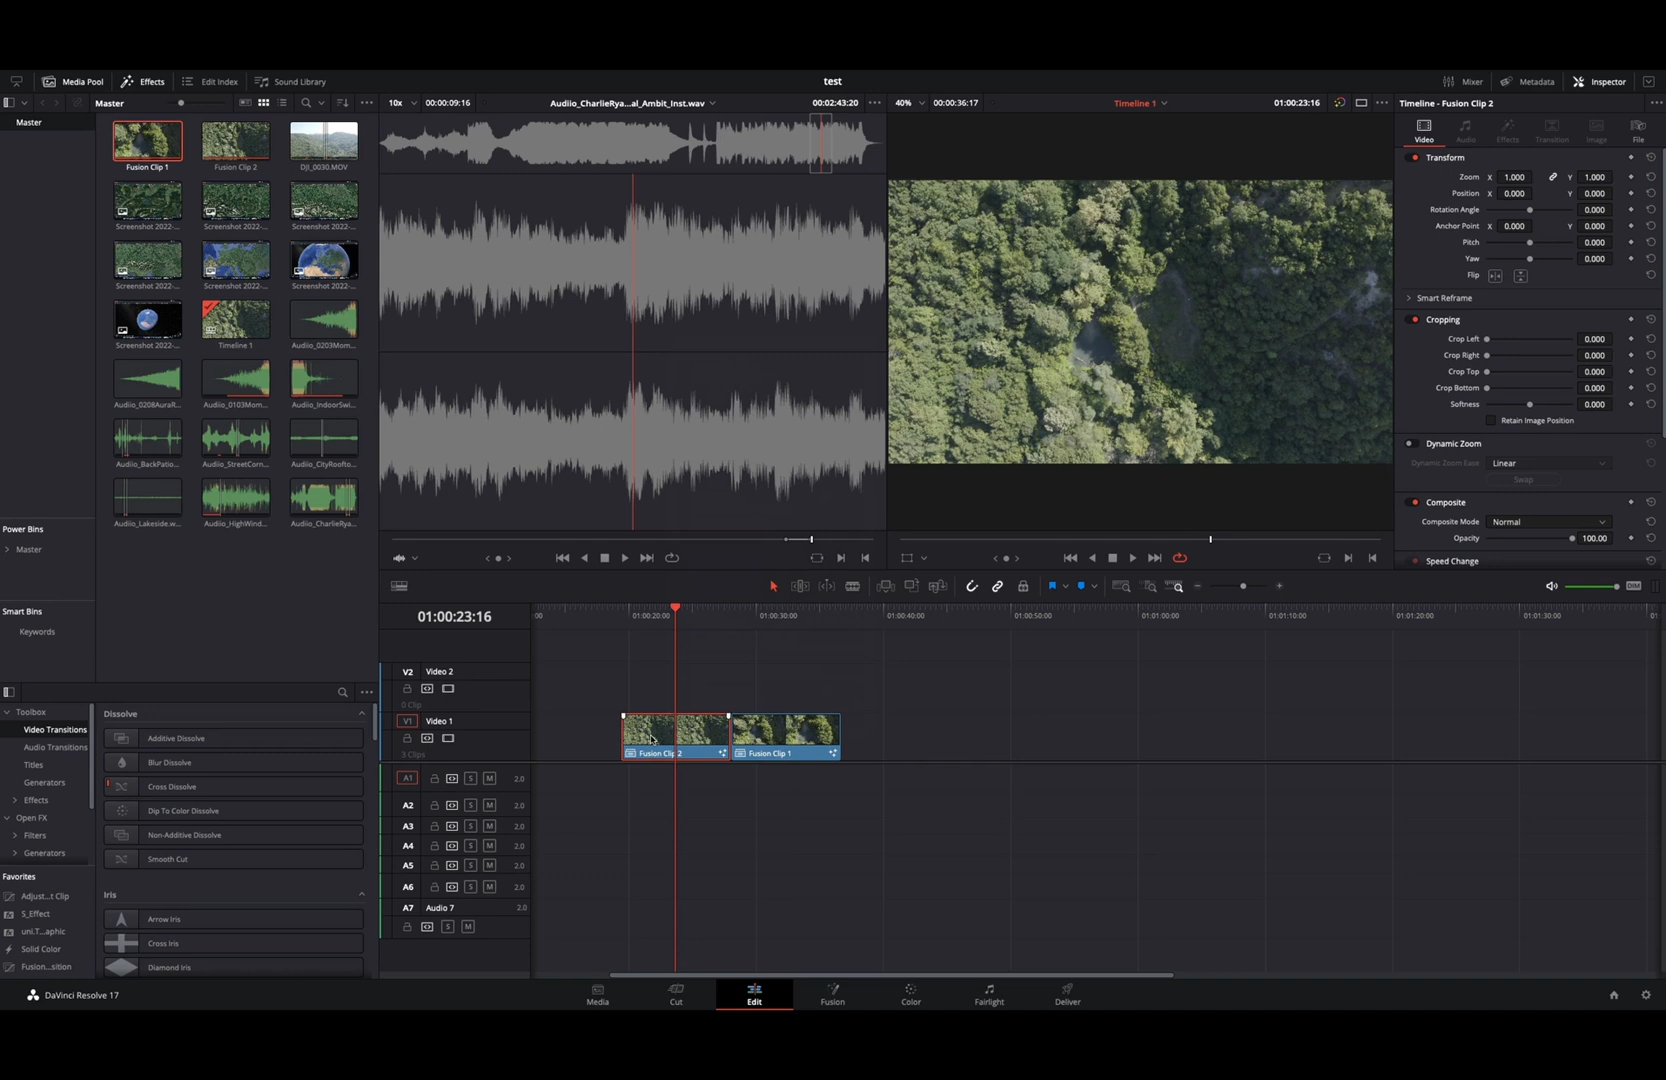 Media Pool Effects Edit Index Sound Library test Mixer Metadata Inspector
Master 10x 00:00:09:16 Audiio_CharlieRya...al_Ambit_Inst.wav 00:02:43:20 40% 00:00:36:17 Timeline 1 01:00:23:16 Timeline - Fusion Clip 2
Master
Fusion Clip 1 Fusion Clip 2 DJI_0030.MOV
Screenshot 2022-... Screenshot 2022-... Screenshot 2022-...
Screenshot 2022-... Screenshot 2022-... Screenshot 2022-...
Screenshot 2022-... Timeline 1 Audiio_0203Mom...
Audiio_0208AuraR... Audiio_0103Mom... Audiio_IndoorSwi...
Audiio_BackPatio... Audiio_StreetCorn... Audiio_CityRoofto...
Audiio_Lakeside.w... Audiio_HighWind... Audiio_CharlieRya...
Power Bins
Master
Smart Bins
Keywords
Video Audio Effects Transition Image File
Transform
Zoom X 1.000 Y 1.000
Position X 0.000 Y 0.000
Rotation Angle 0.000
Anchor Point X 0.000 Y 0.000
Pitch 0.000
Yaw 0.000
Flip
Smart Reframe
Cropping
Crop Left 0.000
Crop Right 0.000
Crop Top 0.000
Crop Bottom 0.000
Softness 0.000
Retain Image Position
Dynamic Zoom
Dynamic Zoom Ease Linear
Swap
Composite
Composite Mode Normal
Opacity 100.00
Speed Change
DIM
01:00:23:16 00 01:00:20:00 01:00:30:00 01:00:40:00 01:00:50:00 01:01:00:00 01:01:10:00 01:01:20:00 01:01:30:00 01:
V2 Video 2
0 Clip
V1 Video 1
3 Clips
Fusion Clip 2 Fusion Clip 1
A1 S M 2.0
A2 S M 2.0
A3 S M 2.0
A4 S M 2.0
A5 S M 2.0
A6 S M 2.0
A7 Audio 7 2.0
S M
Toolbox
Video Transitions
Audio Transitions
Titles
Generators
Effects
Open FX
Filters
Generators
Favorites
Adjust...t Clip
S_Effect
uni.T...aphic
Solid Color
Fusion...sition
Dissolve
Additive Dissolve
Blur Dissolve
Cross Dissolve
Dip To Color Dissolve
Non-Additive Dissolve
Smooth Cut
Iris
Arrow Iris
Cross Iris
Diamond Iris
DaVinci Resolve 17 Media Cut Edit Fusion Color Fairlight Deliver